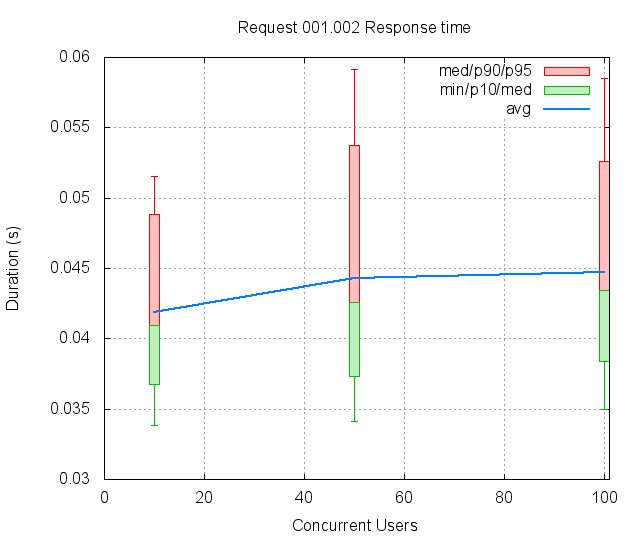 Request 001.002 Response time
0.06
0.055
0.05
0.045
0.04
0.035
0.03
Duration (s)
med/p90/p95
min/p10/med
avg
0 20 40 60 80 100
Concurrent Users